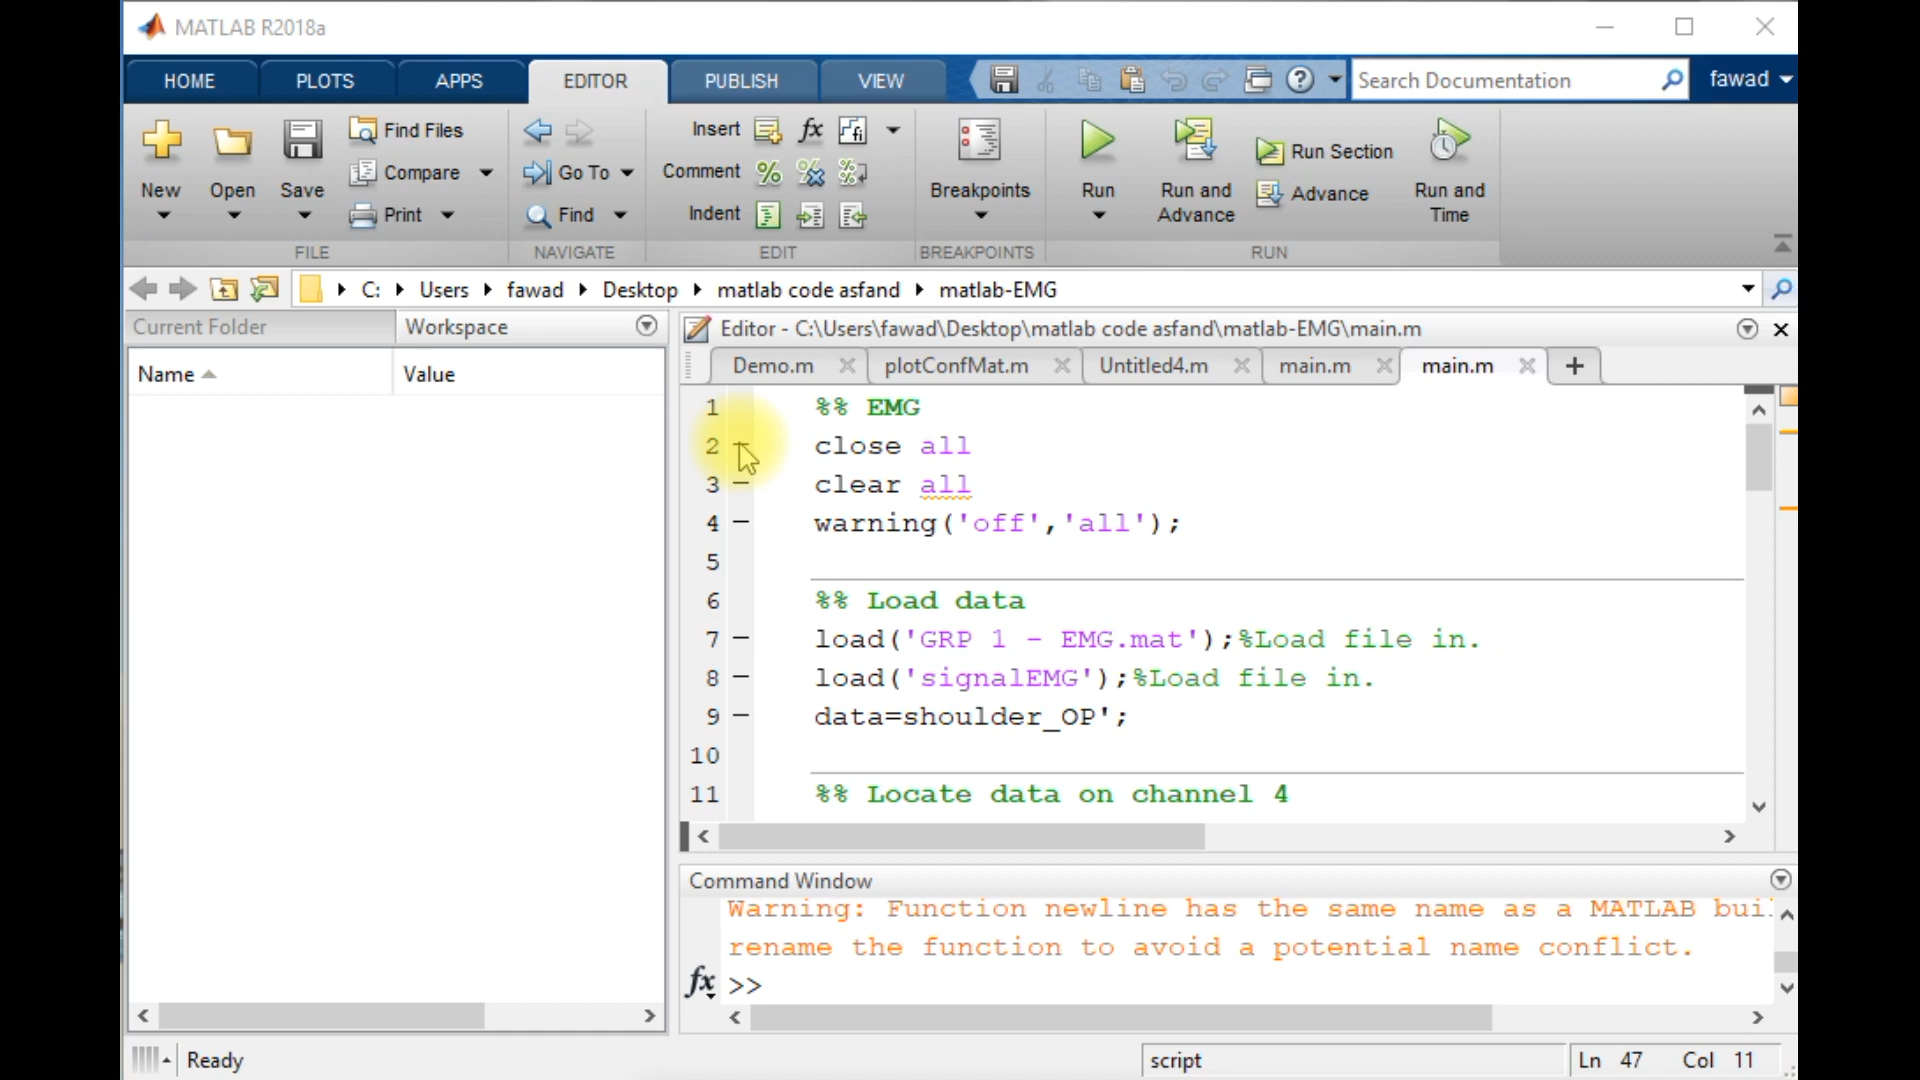 MATLAB R2018a
HOME PLOTS APPS EDITOR PUBLISH VIEW Search Documentation fawad
New Open Save Find Files Compare Print
FILE
Go To Find
NAVIGATE
Insert fx fi
Comment
Indent
EDIT
Breakpoints
BREAKPOINTS
Run Run and Advance Run Section Advance Run and Time
RUN
C: Users fawad Desktop matlab code asfand matlab-EMG
Current Folder Workspace
Name Value
Editor - C:\Users\fawad\Desktop\matlab code asfand\matlab-EMG\main.m
Demo.m plotConfMat.m Untitled4.m main.m main.m +
1 %% EMG
2 close all
3 clear all
4 warning('off','all');
5
6 %% Load data
7 load('GRP 1 - EMG.mat');%Load file in.
8 load('signalEMG');%Load file in.
9 data=shoulder_OP';
10
11 %% Locate data on channel 4
Command Window
Warning: Function newline has the same name as a MATLAB
rename the function to avoid a potential name conflict.
fx >>
Ready script Ln 47 Col 11